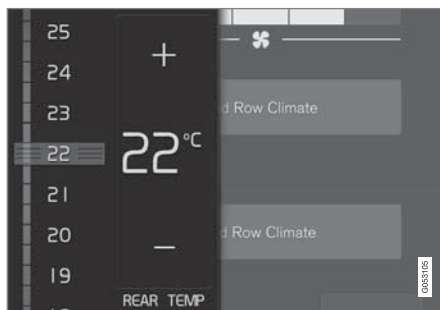 25
24
23
22
21
20
19
+
22°C
−
REAR TEMP
d Row Climate
d Row Climate
G053105